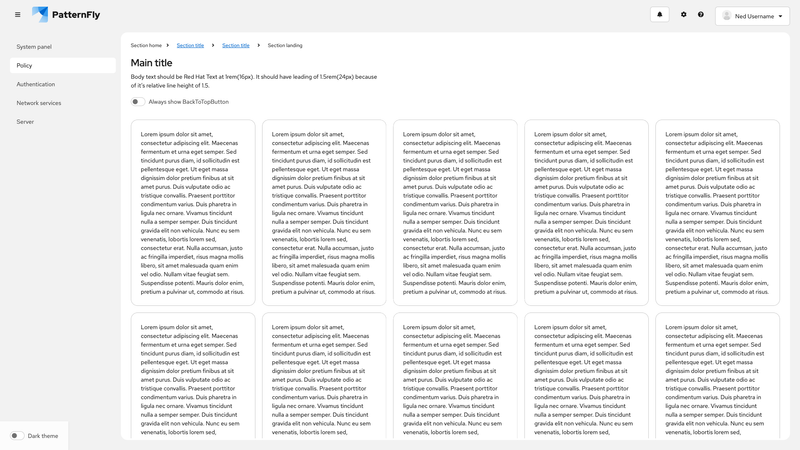 PatternFly
Ned Username
System panel
Policy
Authentication
Network services
Server
Dark theme
Section home
Section title
Section title
Section landing
Main title
Body text should be Red Hat Text at 1rem(16px). It should have leading of 1.5rem(24px) because
of it's relative line height of 1.5.
Always show BackToTopButton
Lorem ipsum dolor sit amet,
consectetur adipiscing elit. Maecenas
fermentum et urna eget semper. Sed
tincidunt purus diam, id sollicitudin est
pellentesque eget. Ut eget massa
dignissim dolor pretium finibus at sit
amet purus. Duis vulputate odio ac
tristique convallis. Praesent porttitor
condimentum varius. Duis pharetra in
ligula nec ornare. Vivamus tincidunt
nulla a semper semper. Duis tincidunt
gravida elit non vehicula. Nunc eu sem
venenatis, lobortis lorem sed,
consectetur erat. Nulla accumsan, justo
ac fringilla imperdiet, risus magna mollis
libero, sit amet malesuada quam enim
vel odio. Nullam vitae feugiat sem.
Suspendisse potenti. Mauris dolor enim,
pretium a pulvinar ut, commodo at risus.
Lorem ipsum dolor sit amet,
consectetur adipiscing elit. Maecenas
fermentum et urna eget semper. Sed
tincidunt purus diam, id sollicitudin est
pellentesque eget. Ut eget massa
dignissim dolor pretium finibus at sit
amet purus. Duis vulputate odio ac
tristique convallis. Praesent porttitor
condimentum varius. Duis pharetra in
ligula nec ornare. Vivamus tincidunt
nulla a semper semper. Duis tincidunt
gravida elit non vehicula. Nunc eu sem
venenatis, lobortis lorem sed,
consectetur erat. Nulla accumsan, justo
ac fringilla imperdiet, risus magna mollis
libero, sit amet malesuada quam enim
vel odio. Nullam vitae feugiat sem.
Suspendisse potenti. Mauris dolor enim,
pretium a pulvinar ut, commodo at risus.
Lorem ipsum dolor sit amet,
consectetur adipiscing elit. Maecenas
fermentum et urna eget semper. Sed
tincidunt purus diam, id sollicitudin est
pellentesque eget. Ut eget massa
dignissim dolor pretium finibus at sit
amet purus. Duis vulputate odio ac
tristique convallis. Praesent porttitor
condimentum varius. Duis pharetra in
ligula nec ornare. Vivamus tincidunt
nulla a semper semper. Duis tincidunt
gravida elit non vehicula. Nunc eu sem
venenatis, lobortis lorem sed,
consectetur erat. Nulla accumsan, justo
ac fringilla imperdiet, risus magna mollis
libero, sit amet malesuada quam enim
vel odio. Nullam vitae feugiat sem.
Suspendisse potenti. Mauris dolor enim,
pretium a pulvinar ut, commodo at risus.
Lorem ipsum dolor sit amet,
consectetur adipiscing elit. Maecenas
fermentum et urna eget semper. Sed
tincidunt purus diam, id sollicitudin est
pellentesque eget. Ut eget massa
dignissim dolor pretium finibus at sit
amet purus. Duis vulputate odio ac
tristique convallis. Praesent porttitor
condimentum varius. Duis pharetra in
ligula nec ornare. Vivamus tincidunt
nulla a semper semper. Duis tincidunt
gravida elit non vehicula. Nunc eu sem
venenatis, lobortis lorem sed,
consectetur erat. Nulla accumsan, justo
ac fringilla imperdiet, risus magna mollis
libero, sit amet malesuada quam enim
vel odio. Nullam vitae feugiat sem.
Suspendisse potenti. Mauris dolor enim,
pretium a pulvinar ut, commodo at risus.
Lorem ipsum dolor sit amet,
consectetur adipiscing elit. Maecenas
fermentum et urna eget semper. Sed
tincidunt purus diam, id sollicitudin est
pellentesque eget. Ut eget massa
dignissim dolor pretium finibus at sit
amet purus. Duis vulputate odio ac
tristique convallis. Praesent porttitor
condimentum varius. Duis pharetra in
ligula nec ornare. Vivamus tincidunt
nulla a semper semper. Duis tincidunt
gravida elit non vehicula. Nunc eu sem
venenatis, lobortis lorem sed,
consectetur erat. Nulla accumsan, justo
ac fringilla imperdiet, risus magna mollis
libero, sit amet malesuada quam enim
vel odio. Nullam vitae feugiat sem.
Suspendisse potenti. Mauris dolor enim,
pretium a pulvinar ut, commodo at risus.
Lorem ipsum dolor sit amet,
consectetur adipiscing elit. Maecenas
fermentum et urna eget semper. Sed
tincidunt purus diam, id sollicitudin est
pellentesque eget. Ut eget massa
dignissim dolor pretium finibus at sit
amet purus. Duis vulputate odio ac
tristique convallis. Praesent porttitor
condimentum varius. Duis pharetra in
ligula nec ornare. Vivamus tincidunt
nulla a semper semper. Duis tincidunt
gravida elit non vehicula. Nunc eu sem
venenatis, lobortis lorem sed,
Lorem ipsum dolor sit amet,
consectetur adipiscing elit. Maecenas
fermentum et urna eget semper. Sed
tincidunt purus diam, id sollicitudin est
pellentesque eget. Ut eget massa
dignissim dolor pretium finibus at sit
amet purus. Duis vulputate odio ac
tristique convallis. Praesent porttitor
condimentum varius. Duis pharetra in
ligula nec ornare. Vivamus tincidunt
nulla a semper semper. Duis tincidunt
gravida elit non vehicula. Nunc eu sem
venenatis, lobortis lorem sed,
Lorem ipsum dolor sit amet,
consectetur adipiscing elit. Maecenas
fermentum et urna eget semper. Sed
tincidunt purus diam, id sollicitudin est
pellentesque eget. Ut eget massa
dignissim dolor pretium finibus at sit
amet purus. Duis vulputate odio ac
tristique convallis. Praesent porttitor
condimentum varius. Duis pharetra in
ligula nec ornare. Vivamus tincidunt
nulla a semper semper. Duis tincidunt
gravida elit non vehicula. Nunc eu sem
venenatis, lobortis lorem sed,
Lorem ipsum dolor sit amet,
consectetur adipiscing elit. Maecenas
fermentum et urna eget semper. Sed
tincidunt purus diam, id sollicitudin est
pellentesque eget. Ut eget massa
dignissim dolor pretium finibus at sit
amet purus. Duis vulputate odio ac
tristique convallis. Praesent porttitor
condimentum varius. Duis pharetra in
ligula nec ornare. Vivamus tincidunt
nulla a semper semper. Duis tincidunt
gravida elit non vehicula. Nunc eu sem
venenatis, lobortis lorem sed,
Lorem ipsum dolor sit amet,
consectetur adipiscing elit. Maecenas
fermentum et urna eget semper. Sed
tincidunt purus diam, id sollicitudin est
pellentesque eget. Ut eget massa
dignissim dolor pretium finibus at sit
amet purus. Duis vulputate odio ac
tristique convallis. Praesent porttitor
condimentum varius. Duis pharetra in
ligula nec ornare. Vivamus tincidunt
nulla a semper semper. Duis tincidunt
gravida elit non vehicula. Nunc eu sem
venenatis, lobortis lorem sed,